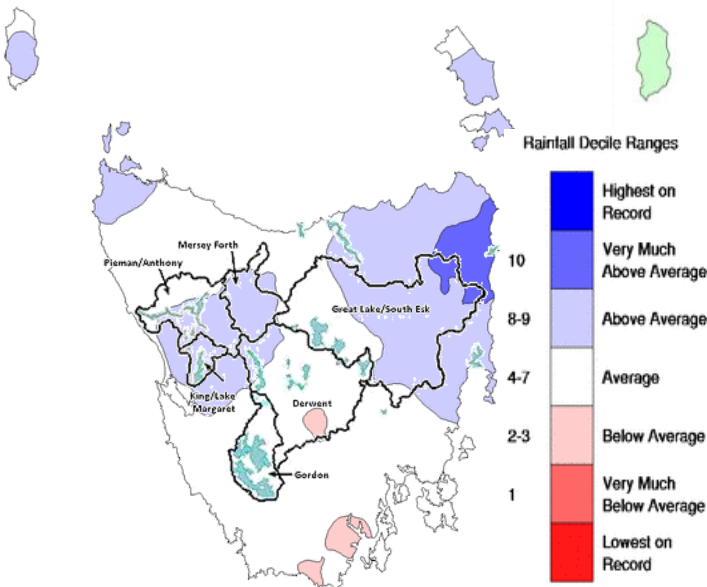 Rainfall Decile Ranges
Highest on
Record
10
Very Much
Above Average
8-9
Above Average
4-7
Average
2-3
Below Average
1
Very Much
Below Average
Lowest on
Record
Mersey Forth
Pieman/Anthony
Great Lake/South Esk
King/Lake
Margaret
Derwent
Gordon